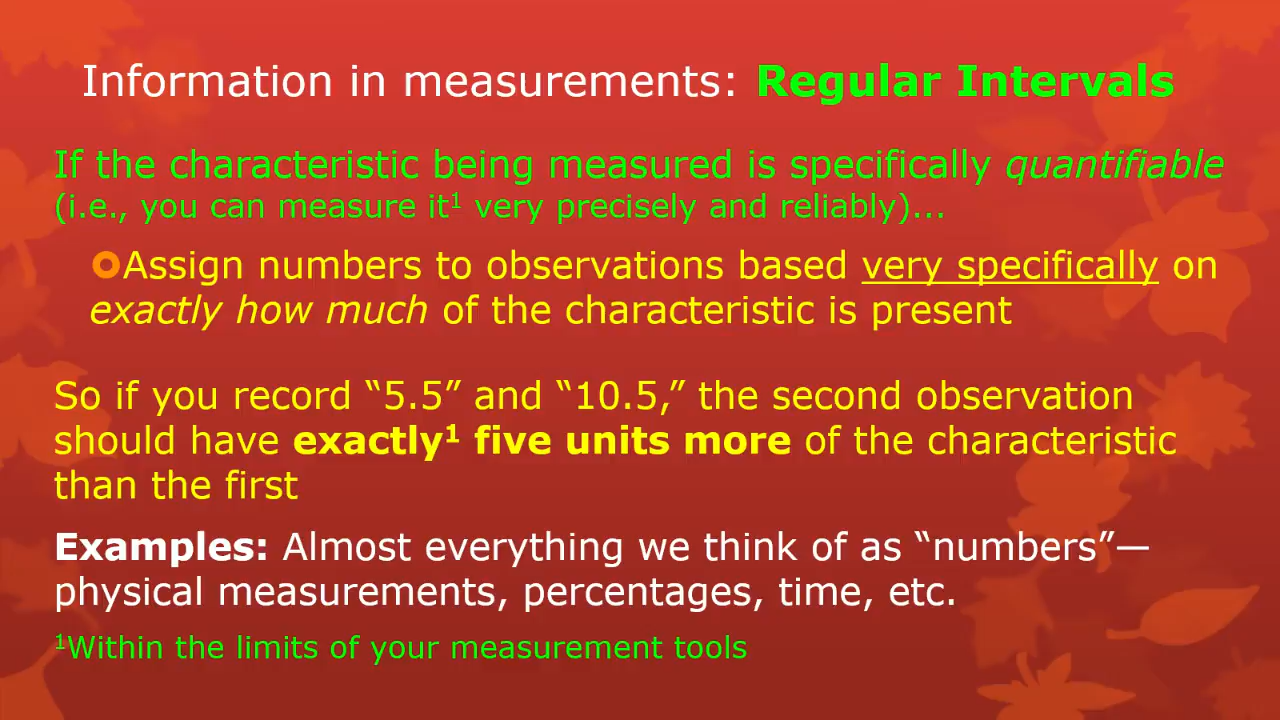 Information in measurements: Regular Intervals
If the characteristic being measured is specifically quantifiable
(i.e., you can measure it¹ very precisely and reliably)...
Assign numbers to observations based very specifically on
exactly how much of the characteristic is present
So if you record “5.5” and “10.5,” the second observation
should have exactly¹ five units more of the characteristic
than the first
Examples: Almost everything we think of as “numbers”—
physical measurements, percentages, time, etc.
¹Within the limits of your measurement tools